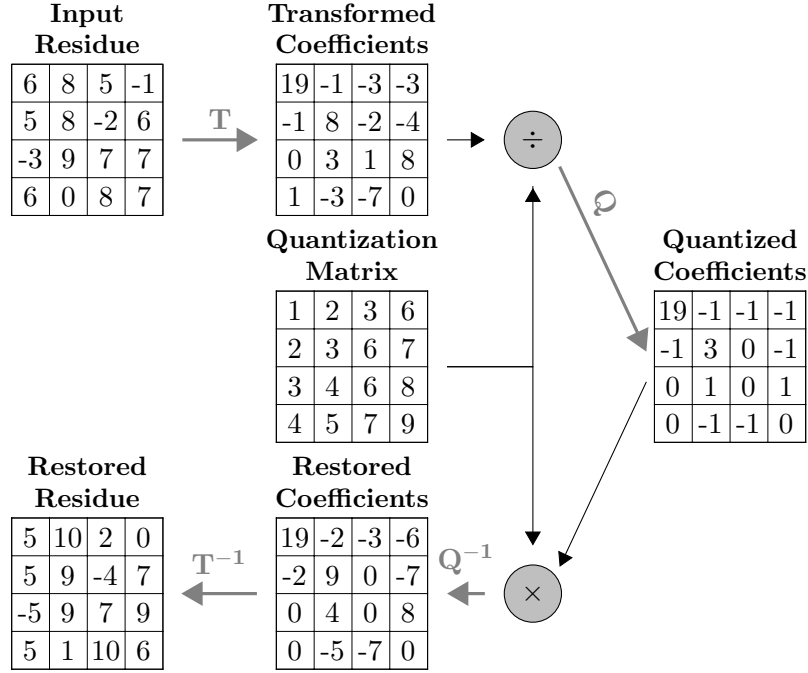 Input
Residue
6 8 5 -1
5 8 -2 6
-3 9 7 7
6 0 8 7
T
Transformed
Coefficients
19 -1 -3 -3
-1 8 -2 -4
0 3 1 8
1 -3 -7 0
÷
Q
Quantization
Matrix
1 2 3 6
2 3 6 7
3 4 6 8
4 5 7 9
Quantized
Coefficients
19 -1 -1 -1
-1 3 0 -1
0 1 0 1
0 -1 -1 0
Restored
Residue
5 10 2 0
5 9 -4 7
-5 9 7 9
5 1 10 6
T⁻¹
Restored
Coefficients
19 -2 -3 -6
-2 9 0 -7
0 4 0 8
0 -5 -7 0
Q⁻¹
×